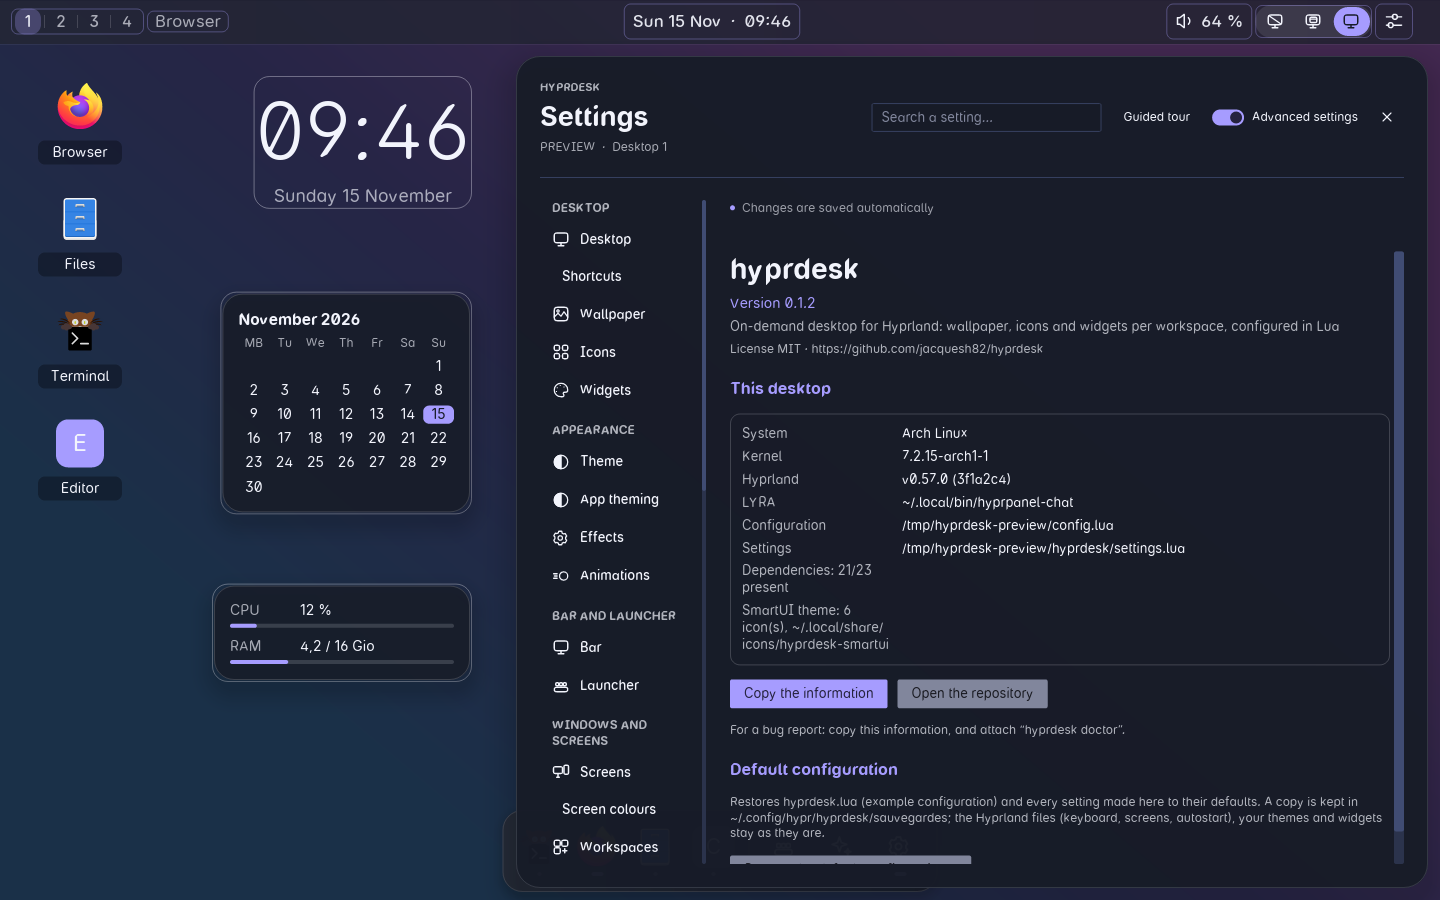 1 2 3 4 Browser
Sun 15 Nov · 09:46
64 %
Browser
Files
Terminal
E
Editor
09:46
Sunday 15 November
November 2026
MB Tu We Th Fr Sa Su
1
2 3 4 5 6 7 8
9 10 11 12 13 14 15
16 17 18 19 20 21 22
23 24 25 26 27 28 29
30
CPU 12 %
RAM 4,2 / 16 Gio
HYPRDESK
Settings
PREVIEW · Desktop 1
Search a setting...
Guided tour
Advanced settings
DESKTOP
Desktop
Shortcuts
Wallpaper
Icons
Widgets
APPEARANCE
Theme
App theming
Effects
Animations
BAR AND LAUNCHER
Bar
Launcher
WINDOWS AND
SCREENS
Screens
Screen colours
Workspaces
Changes are saved automatically
hyprdesk
Version 0.1.2
On-demand desktop for Hyprland: wallpaper, icons and widgets per workspace, configured in Lua
License MIT · https://github.com/jacquesh82/hyprdesk
This desktop
System Arch Linux
Kernel 7.2.15-arch1-1
Hyprland v0.57.0 (3f1a2c4)
LYRA ~/.local/bin/hyprpanel-chat
Configuration /tmp/hyprdesk-preview/config.lua
Settings /tmp/hyprdesk-preview/hyprdesk/settings.lua
Dependencies: 21/23
present
SmartUI theme: 6
icon(s), ~/.local/share/
icons/hyprdesk-smartui
Copy the information
Open the repository
For a bug report: copy this information, and attach “hyprdesk doctor”.
Default configuration
Restores hyprdesk.lua (example configuration) and every setting made here to their defaults. A copy is kept in
~/.config/hypr/hyprdesk/sauvegardes; the Hyprland files (keyboard, screens, autostart), your themes and widgets
stay as they are.